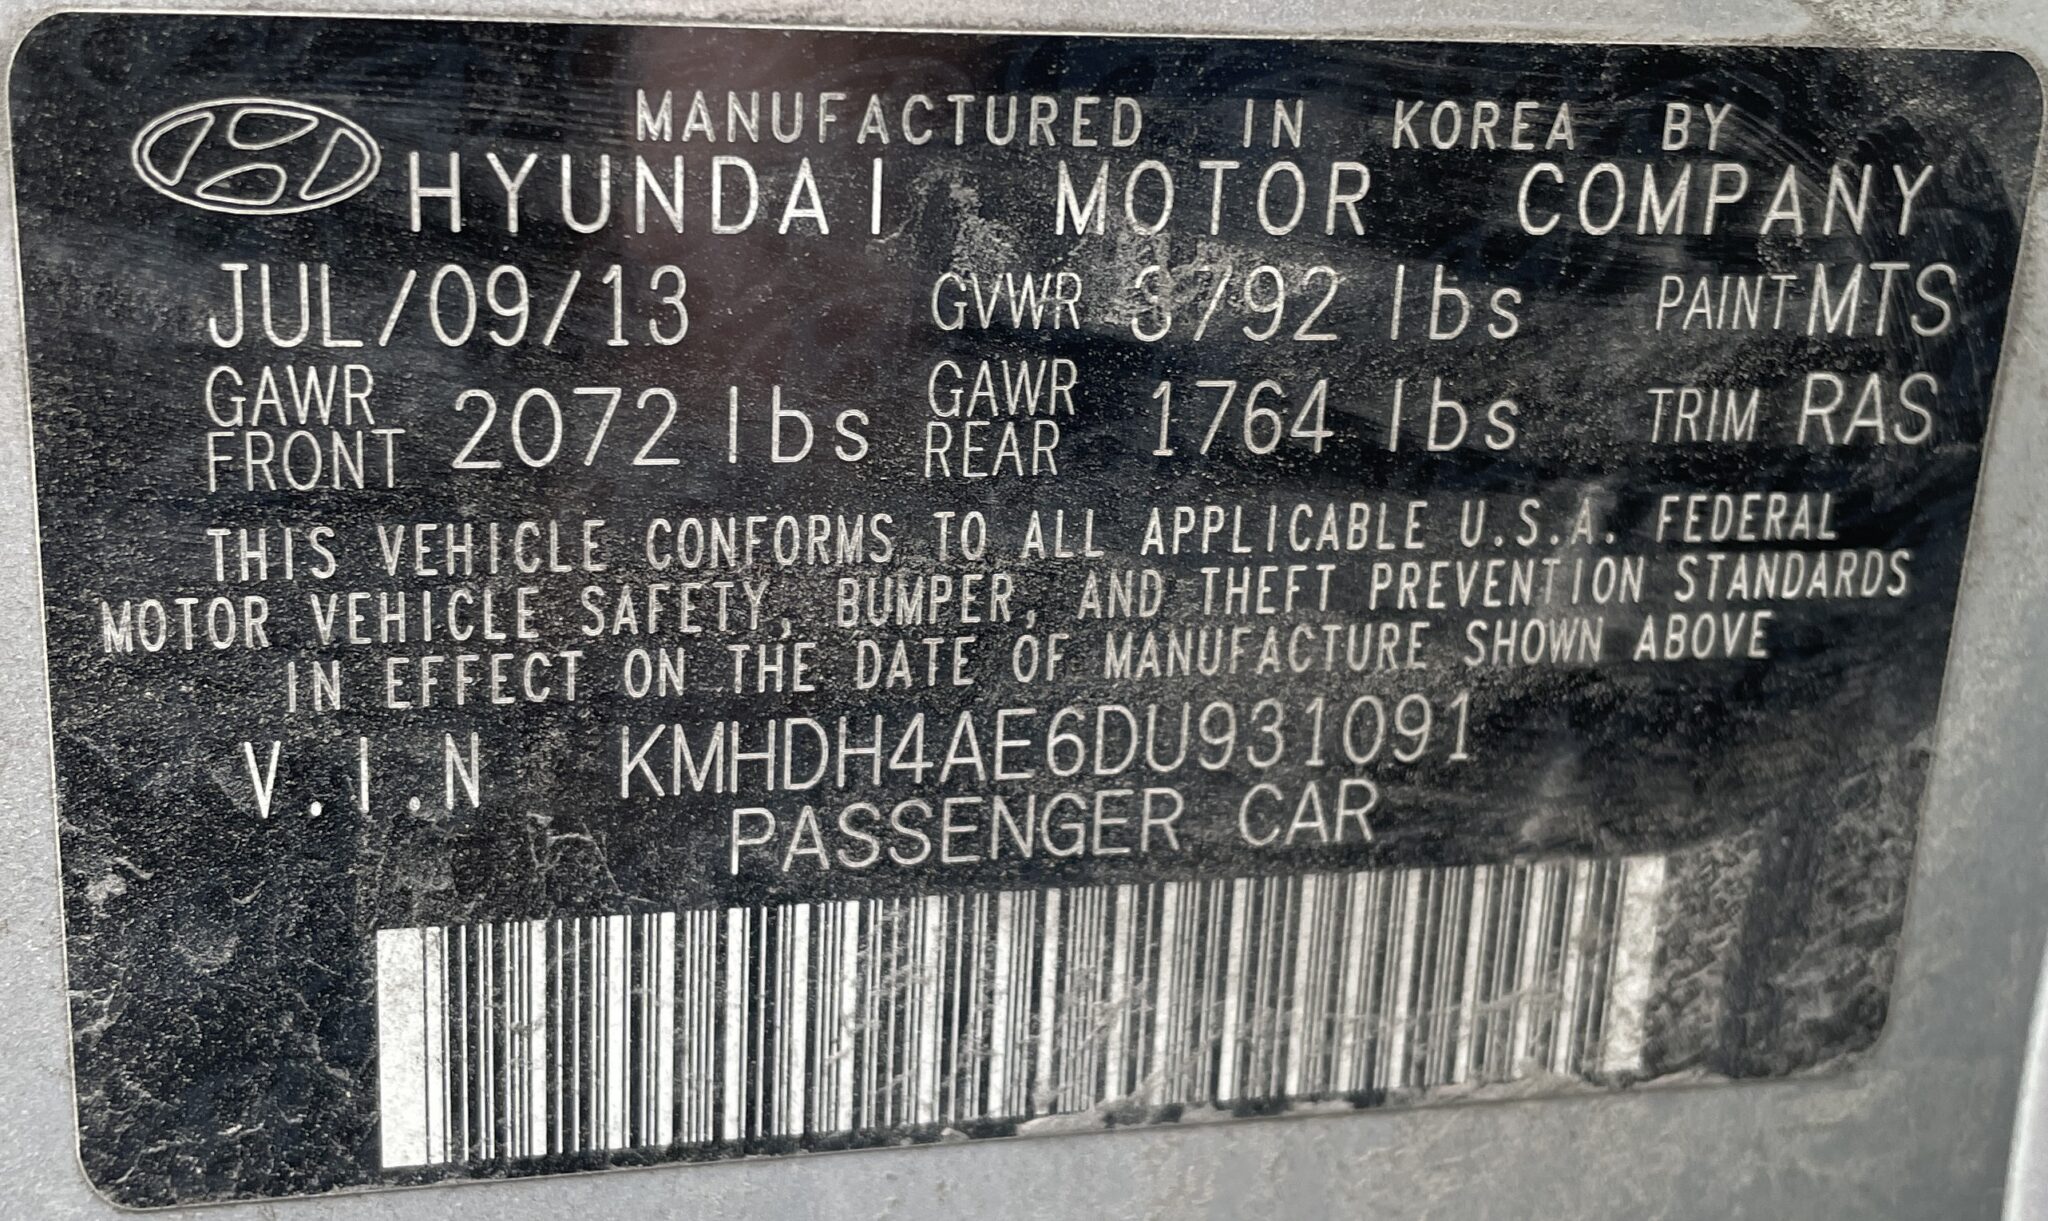 MANUFACTURED IN KOREA BY
HYUNDAI MOTOR COMPANY
JUL/09/13 GVWR 3792 lbs PAINT MTS
GAWR FRONT 2072 lbs GAWR REAR 1764 lbs TRIM RAS
THIS VEHICLE CONFORMS TO ALL APPLICABLE U.S.A. FEDERAL
MOTOR VEHICLE SAFETY, BUMPER, AND THEFT PREVENTION STANDARDS
IN EFFECT ON THE DATE OF MANUFACTURE SHOWN ABOVE
V.I.N KMHDH4AE6DU931091
PASSENGER CAR